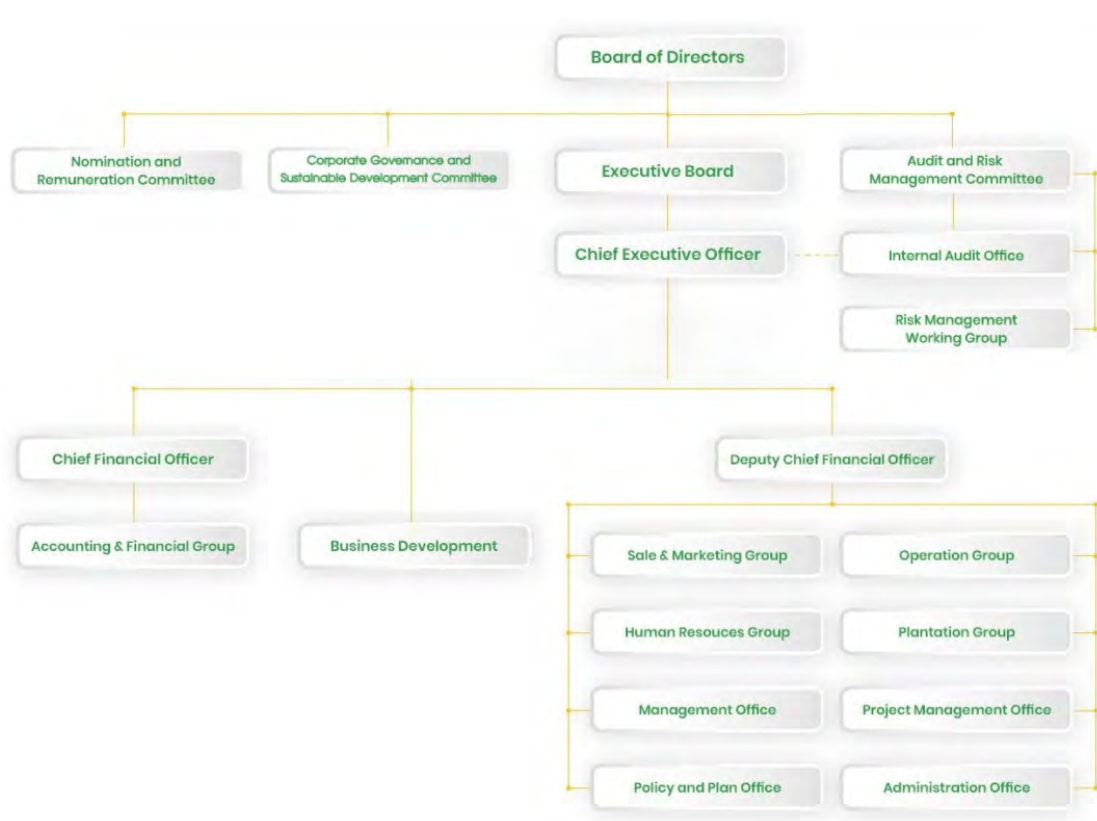 Board of Directors
Nomination and
Remuneration Committee
Corporate Governance and
Sustainable Development Committee
Executive Board
Audit and Risk
Management Committee
Chief Executive Officer
Internal Audit Office
Risk Management
Working Group
Chief Financial Officer
Deputy Chief Financial Officer
Accounting & Financial Group
Business Development
Sale & Marketing Group
Operation Group
Human Resouces Group
Plantation Group
Management Office
Project Management Office
Policy and Plan Office
Administration Office